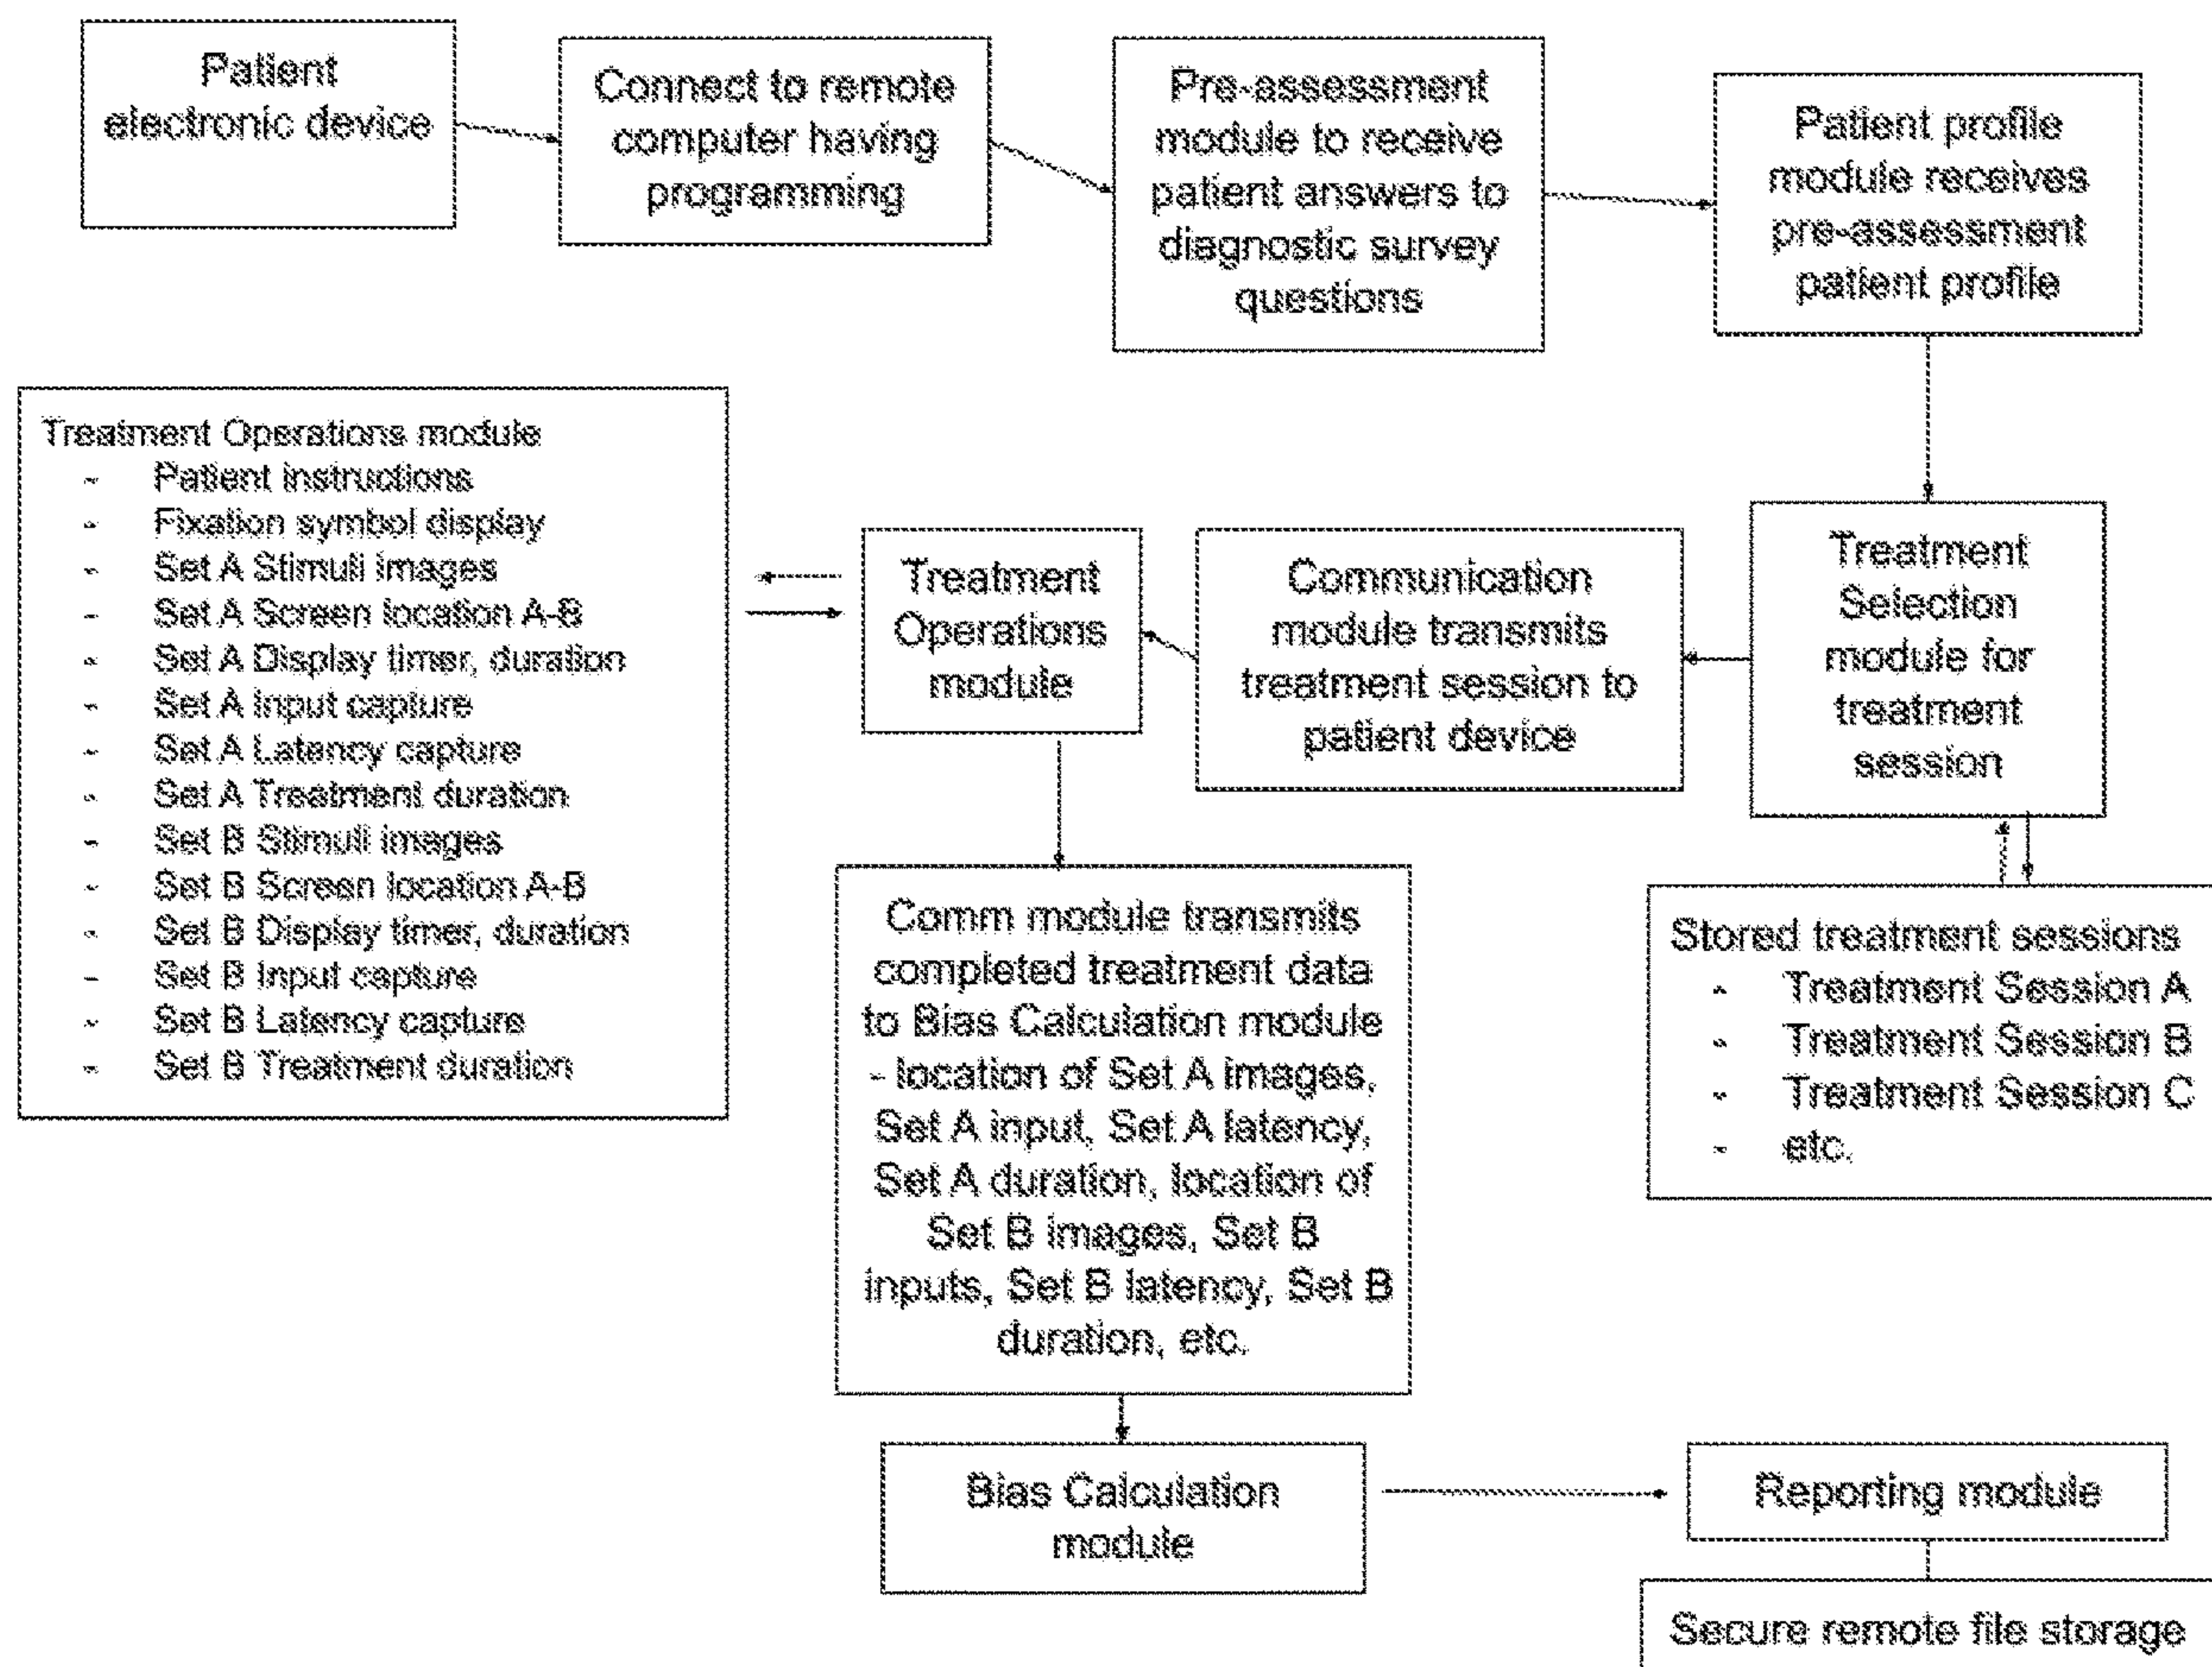 Patient
electronic device
Connect to remote
computer having
programming
Pre-assessment
module to receive
patient answers to
diagnostic survey
questions
Patient profile
module receives
pre-assessment
patient profile
Treatment Operations module
- Patient instructions
- Fixation symbol display
- Set A Stimuli images
- Set A Screen location A-B
- Set A Display timer, duration
- Set A Input capture
- Set A Latency capture
- Set A Treatment duration
- Set B Stimuli images
- Set B Screen location A-B
- Set B Display timer, duration
- Set B Input capture
- Set B Latency capture
- Set B Treatment duration
Treatment
Operations
module
Communication
module transmits
treatment session to
patient device
Treatment
Selection
module for
treatment
session
Comm module transmits
completed treatment data
to Bias Calculation module
- location of Set A images,
Set A input, Set A latency,
Set A duration, location of
Set B images, Set B
inputs, Set B latency, Set B
duration, etc.
Stored treatment sessions
- Treatment Session A
- Treatment Session B
- Treatment Session C
- etc.
Bias Calculation
module
Reporting module
Secure remote file storage